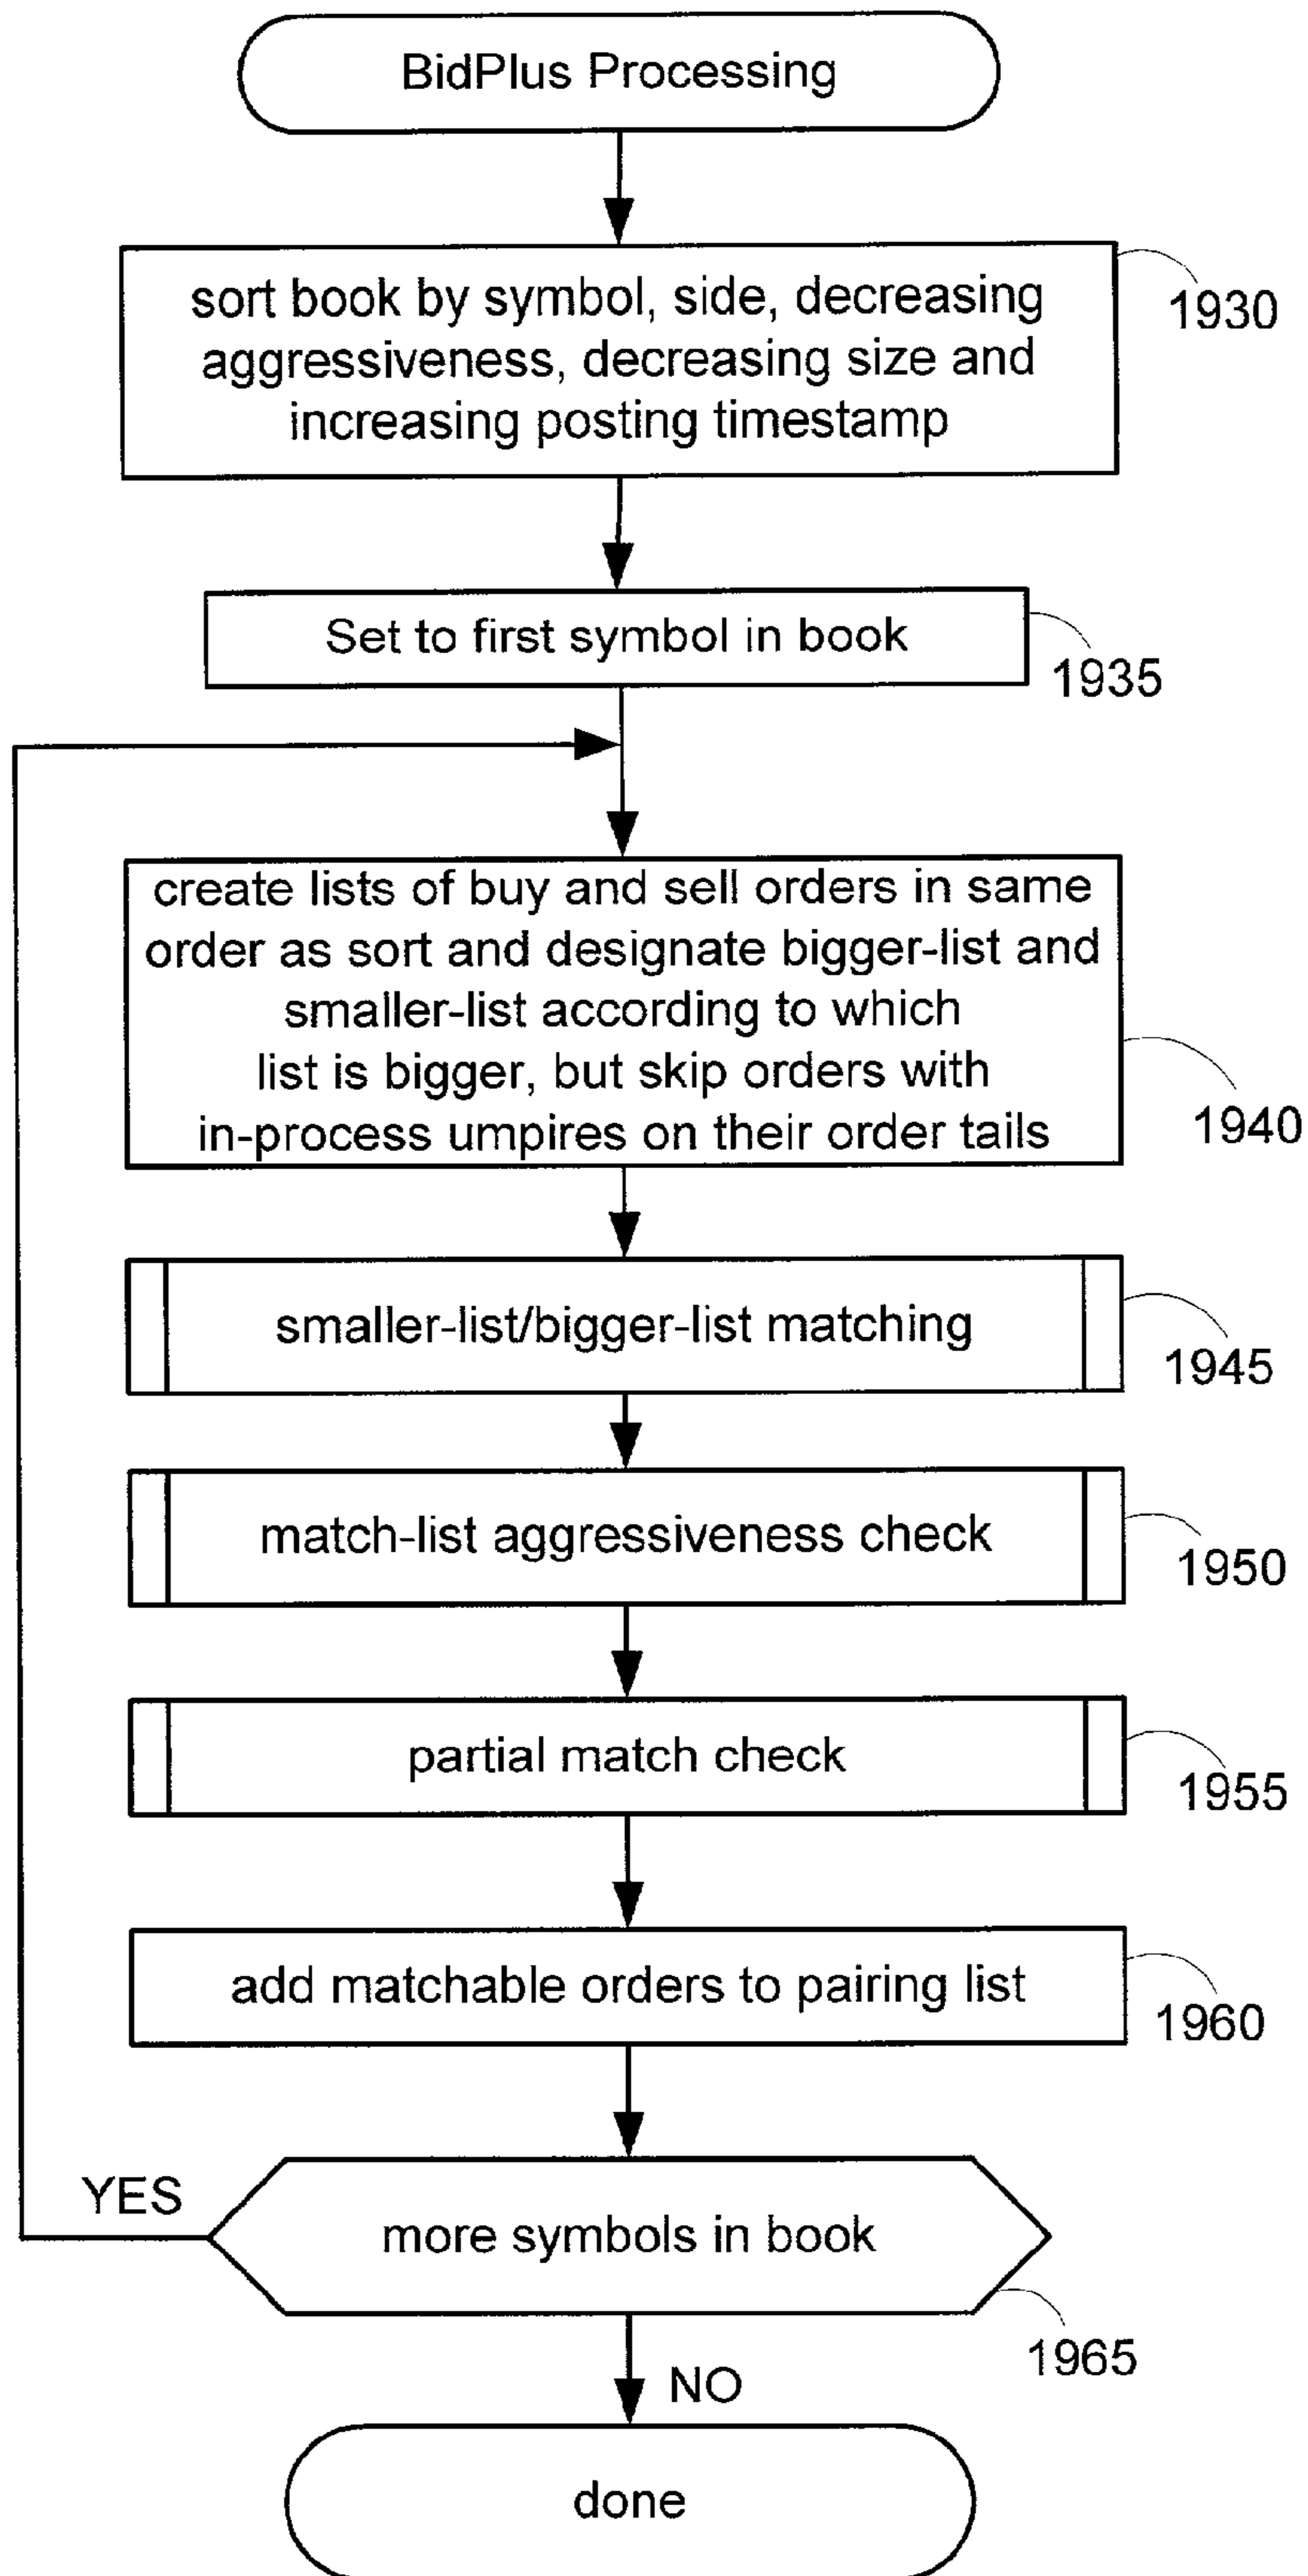 BidPlus Processing
sort book by symbol, side, decreasing
aggressiveness, decreasing size and
increasing posting timestamp
1930
Set to first symbol in book
1935
create lists of buy and sell orders in same
order as sort and designate bigger-list and
smaller-list according to which
list is bigger, but skip orders with
in-process umpires on their order tails
1940
smaller-list/bigger-list matching
1945
match-list aggressiveness check
1950
partial match check
1955
add matchable orders to pairing list
1960
YES
more symbols in book
1965
NO
done